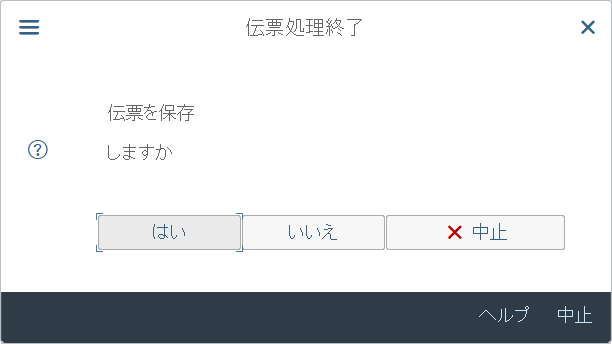 伝票処理終了
伝票を保存
しますか
はい
いいえ
中止
ヘルプ
中止